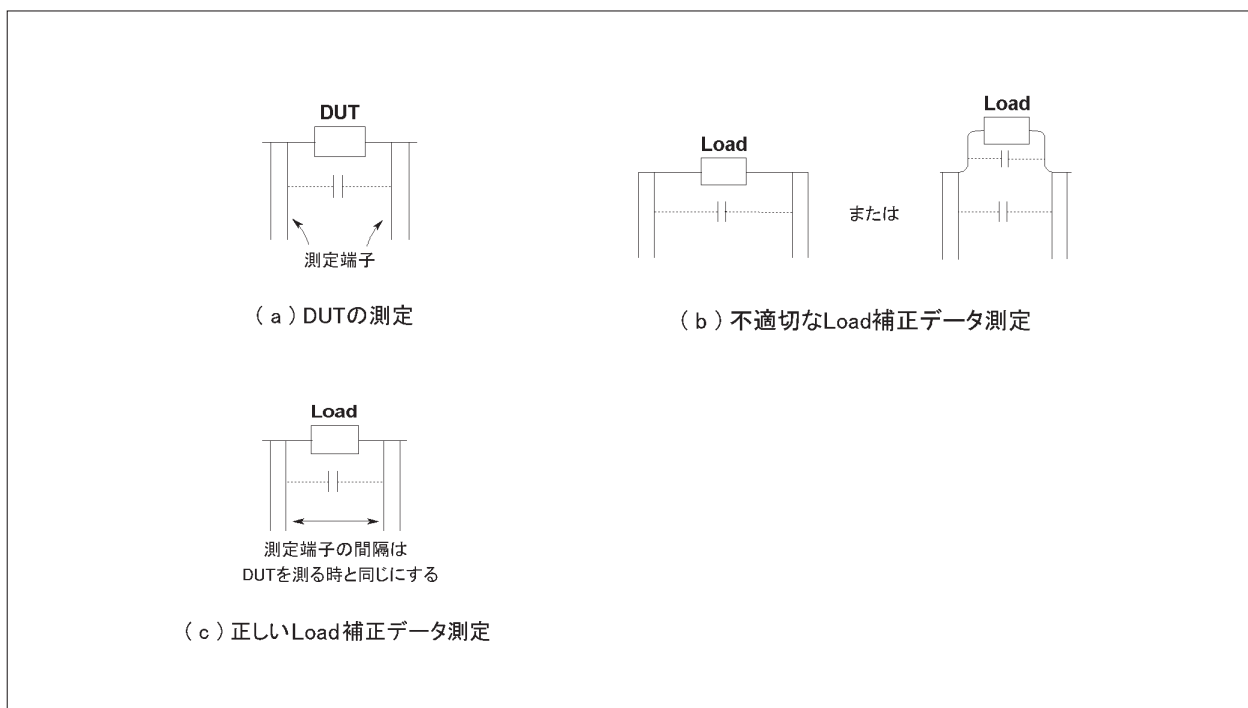 DUT
測定端子
( a ) DUTの測定
Load
または
Load
( b ) 不適切なLoad補正データ測定
Load
測定端子の間隔は
DUTを測る時と同じにする
( c ) 正しいLoad補正データ測定